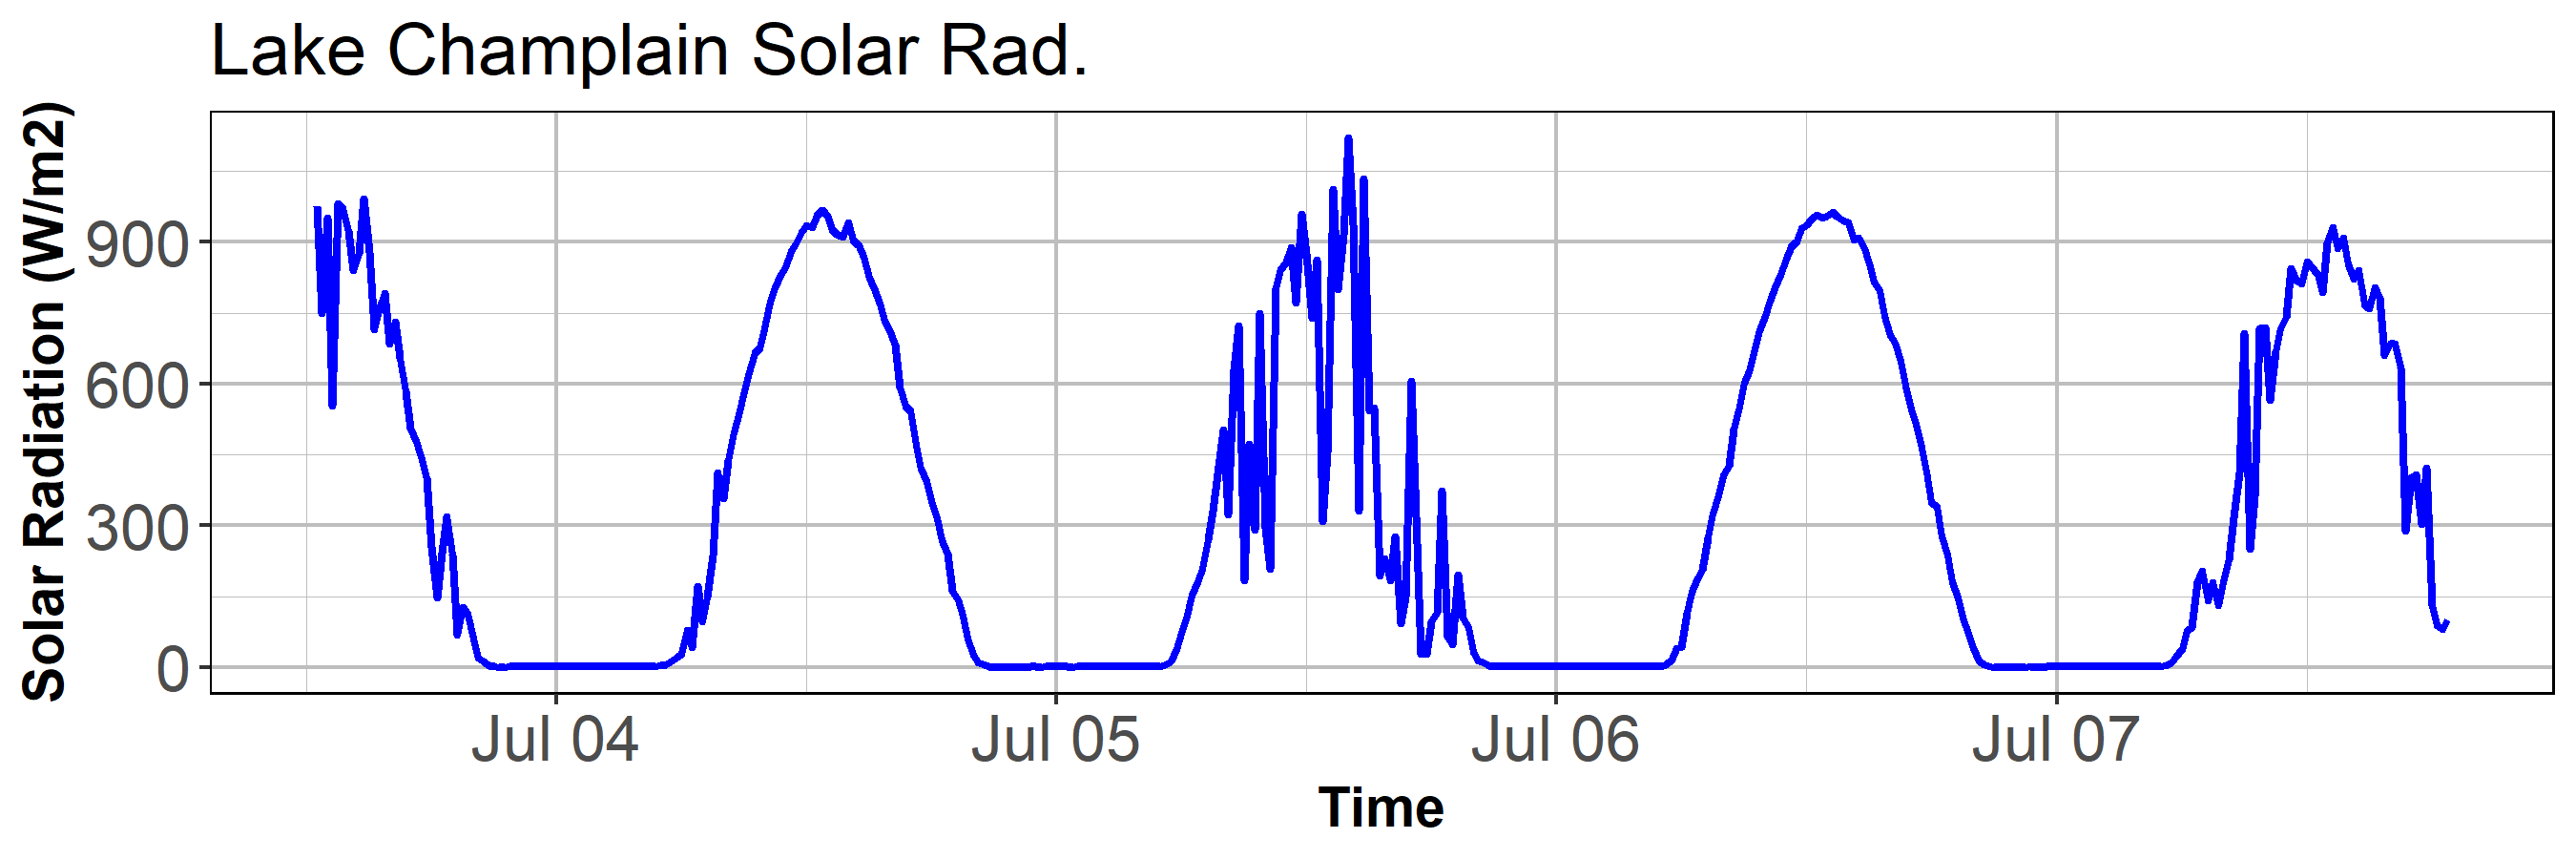 Lake Champlain Solar Rad.
Solar Radiation (W/m2)
900
600
300
0
Jul 04 Jul 05 Jul 06 Jul 07
Time